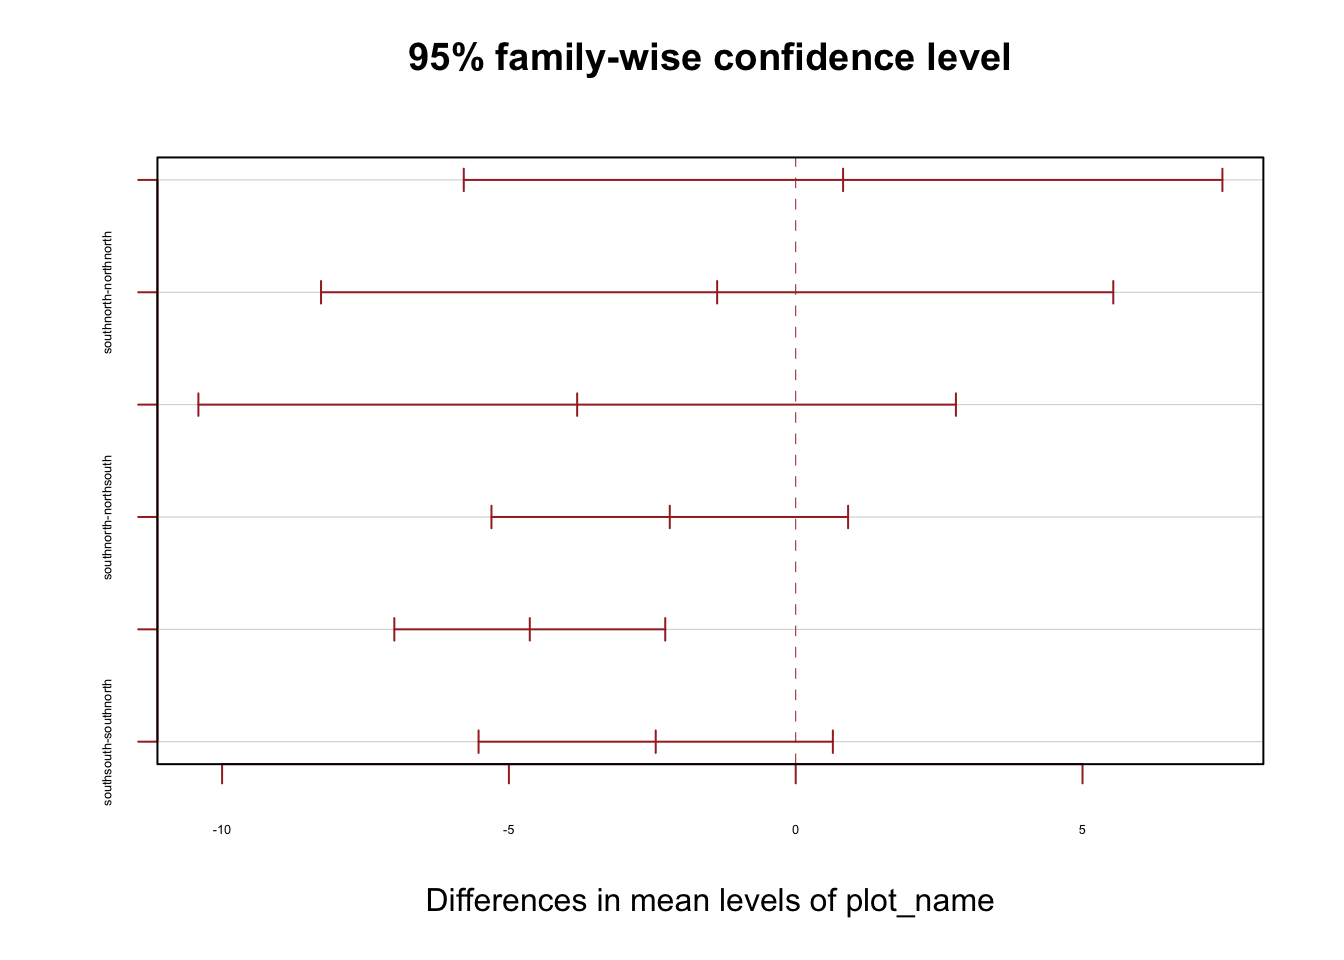 95% family-wise confidence level
southnorth-northnorth
southnorth-northsouth
southsouth-southnorth
-10 -5 0 5
Differences in mean levels of plot_name